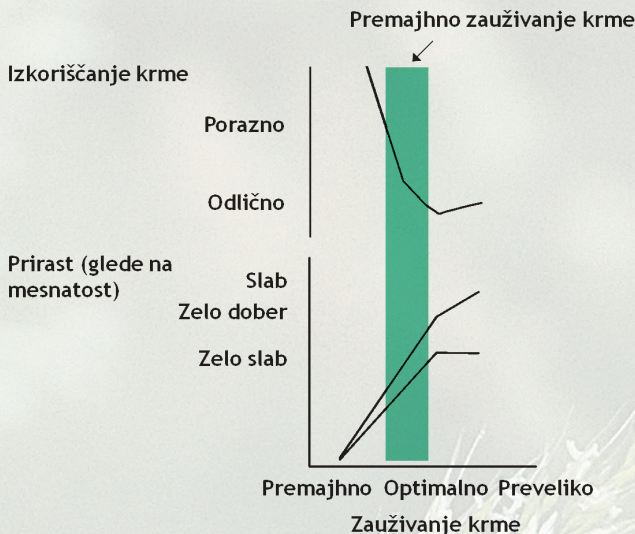 Premajhno zauživanje krme
Izkoriščanje krme
Porazno
Odlično
Prirast (glede na
mesnatost)
Slab
Zelo dober
Zelo slab
Premajhno Optimalno Preveliko
Zauživanje krme